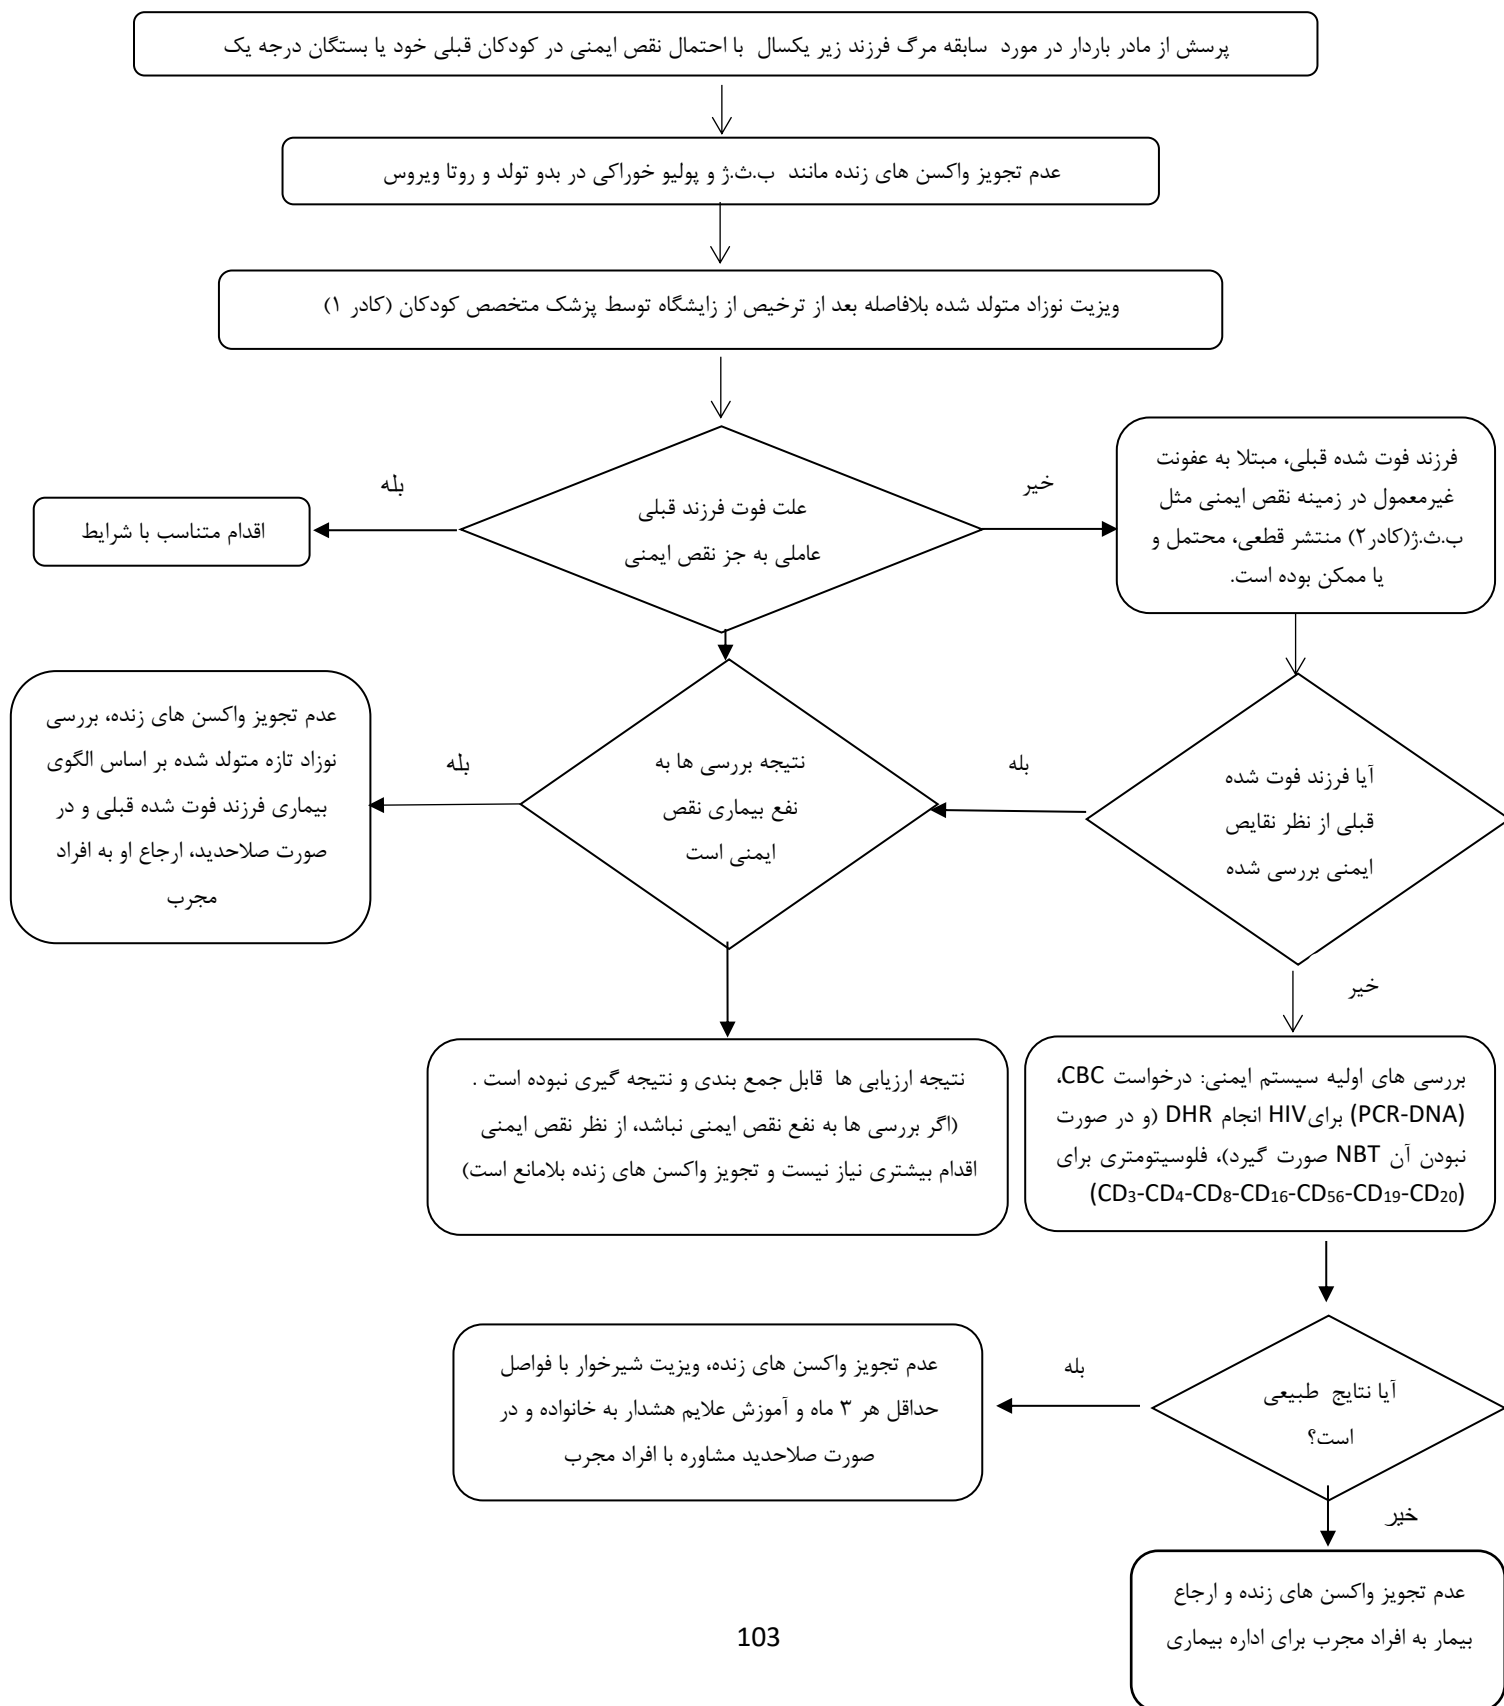 پرسش از مادر باردار در مورد سابقه مرگ فرزند زیر یکسال با احتمال نقص ایمنی در کودکان قبلی خود یا بستگان درجه یک
عدم تجویز واکسن های زنده مانند ب.ث.ژ و پولیو خوراکی در بدو تولد و روتا ویروس
ویزیت نوزاد متولد شده بلافاصله بعد از ترخیص از زایشگاه توسط پزشک متخصص کودکان (کادر ۱)
فرزند فوت شده قبلی، مبتلا به عفونت
غیرمعمول در زمینه نقص ایمنی مثل
ب.ث.ژ(کادر۲) منتشر قطعی، محتمل و
یا ممکن بوده است.
خیر
علت فوت فرزند قبلی
عاملی به جز نقص ایمنی
بله
اقدام متناسب با شرایط
آیا فرزند فوت شده
قبلی از نظر نقایص
ایمنی بررسی شده
بله
نتیجه بررسی ها به
نفع بیماری نقص
ایمنی است
بله
عدم تجویز واکسن های زنده، بررسی
نوزاد تازه متولد شده بر اساس الگوی
بیماری فرزند فوت شده قبلی و در
صورت صلاحدید، ارجاع او به افراد
مجرب
خیر
بررسی های اولیه سیستم ایمنی: درخواست CBC،
(PCR-DNA) برای HIV انجام DHR (و در صورت
نبودن آن NBT صورت گیرد)، فلوسیتومتری برای
(CD3-CD4-CD8-CD16-CD56-CD19-CD20)
نتیجه ارزیابی ها قابل جمع بندی و نتیجه گیری نبوده است .
(اگر بررسی ها به نفع نقص ایمنی نباشد، از نظر نقص ایمنی
اقدام بیشتری نیاز نیست و تجویز واکسن های زنده بلامانع است)
آیا نتایج طبیعی
است؟
بله
عدم تجویز واکسن های زنده، ویزیت شیرخوار با فواصل
حداقل هر ۳ ماه و آموزش علایم هشدار به خانواده و در
صورت صلاحدید مشاوره با افراد مجرب
خیر
عدم تجویز واکسن های زنده و ارجاع
بیمار به افراد مجرب برای اداره بیماری
103